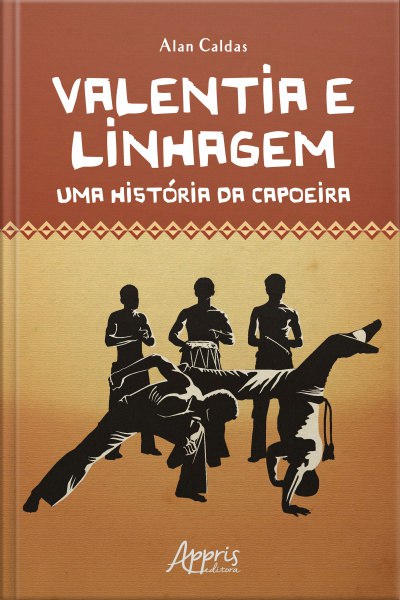 Alan Caldas
VALENTIA E
LINHAGEM
UMA HISTÓRIA DA CAPOEIRA
Appris
editora